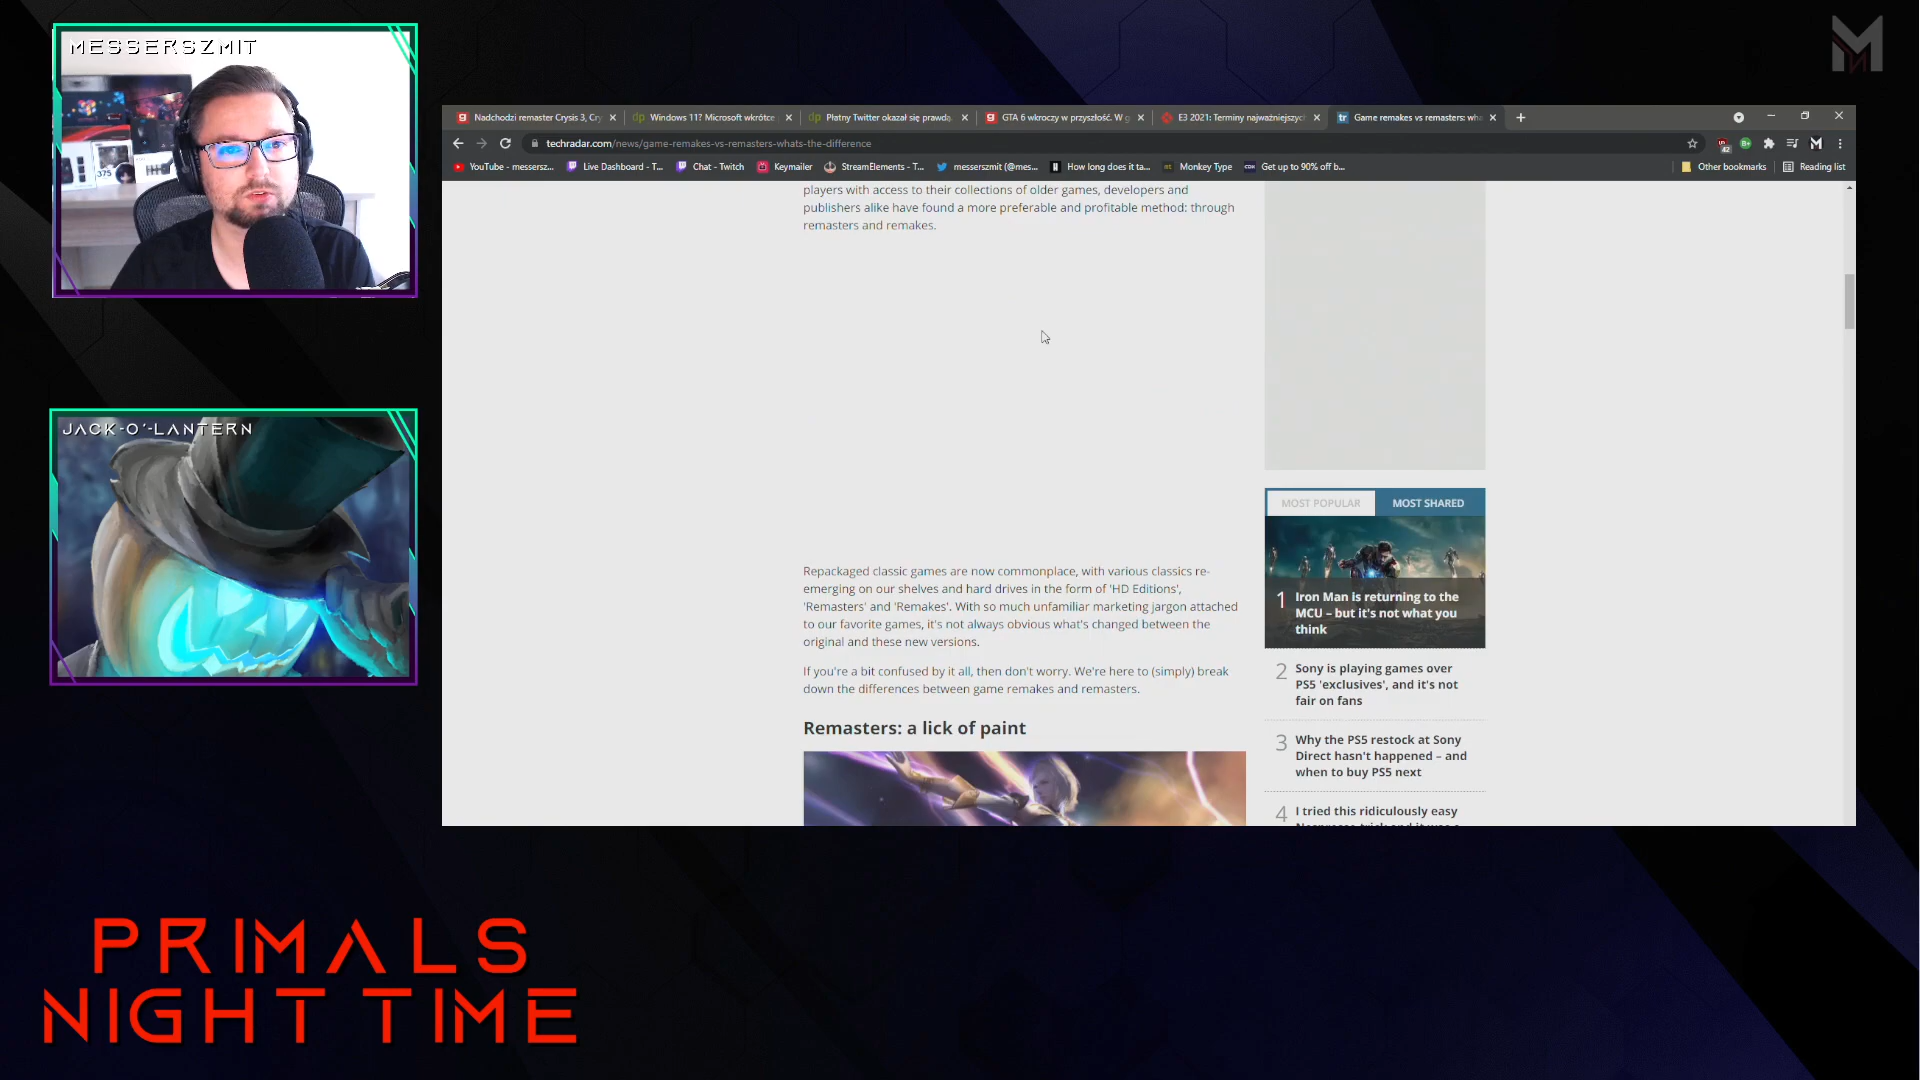 MESSERSZMIT
Nadchodzi remaster Crysis 3, Cry
Windows 11? Microsoft wkrótce
Płatny Twitter okazał się prawdą
GTA 6 wkroczy w przyszłość. W g
E3 2021: Terminy najważniejszych
Game remakes vs remasters: wha
techradar.com/news/game-remakes-vs-remasters-whats-the-difference
YouTube - messersz...
Live Dashboard - T...
Chat - Twitch
Keymailer
StreamElements - T...
messerszmit (@mes...
How long does it ta...
Monkey Type
Get up to 90% off b...
Other bookmarks
Reading list
players with access to their collections of older games, developers and
publishers alike have found a more preferable and profitable method: through
remasters and remakes.
Repackaged classic games are now commonplace, with various classics re-
emerging on our shelves and hard drives in the form of 'HD Editions',
'Remasters' and 'Remakes'. With so much unfamiliar marketing jargon attached
to our favorite games, it's not always obvious what's changed between the
original and these new versions.
If you're a bit confused by it all, then don't worry. We're here to (simply) break
down the differences between game remakes and remasters.
Remasters: a lick of paint
MOST POPULAR
MOST SHARED
1 Iron Man is returning to the
MCU – but it's not what you
think
2 Sony is playing games over
PS5 'exclusives', and it's not
fair on fans
3 Why the PS5 restock at Sony
Direct hasn't happened – and
when to buy PS5 next
4 I tried this ridiculously easy
JACK-O'-LANTERN
PRIMALS
NIGHT TIME